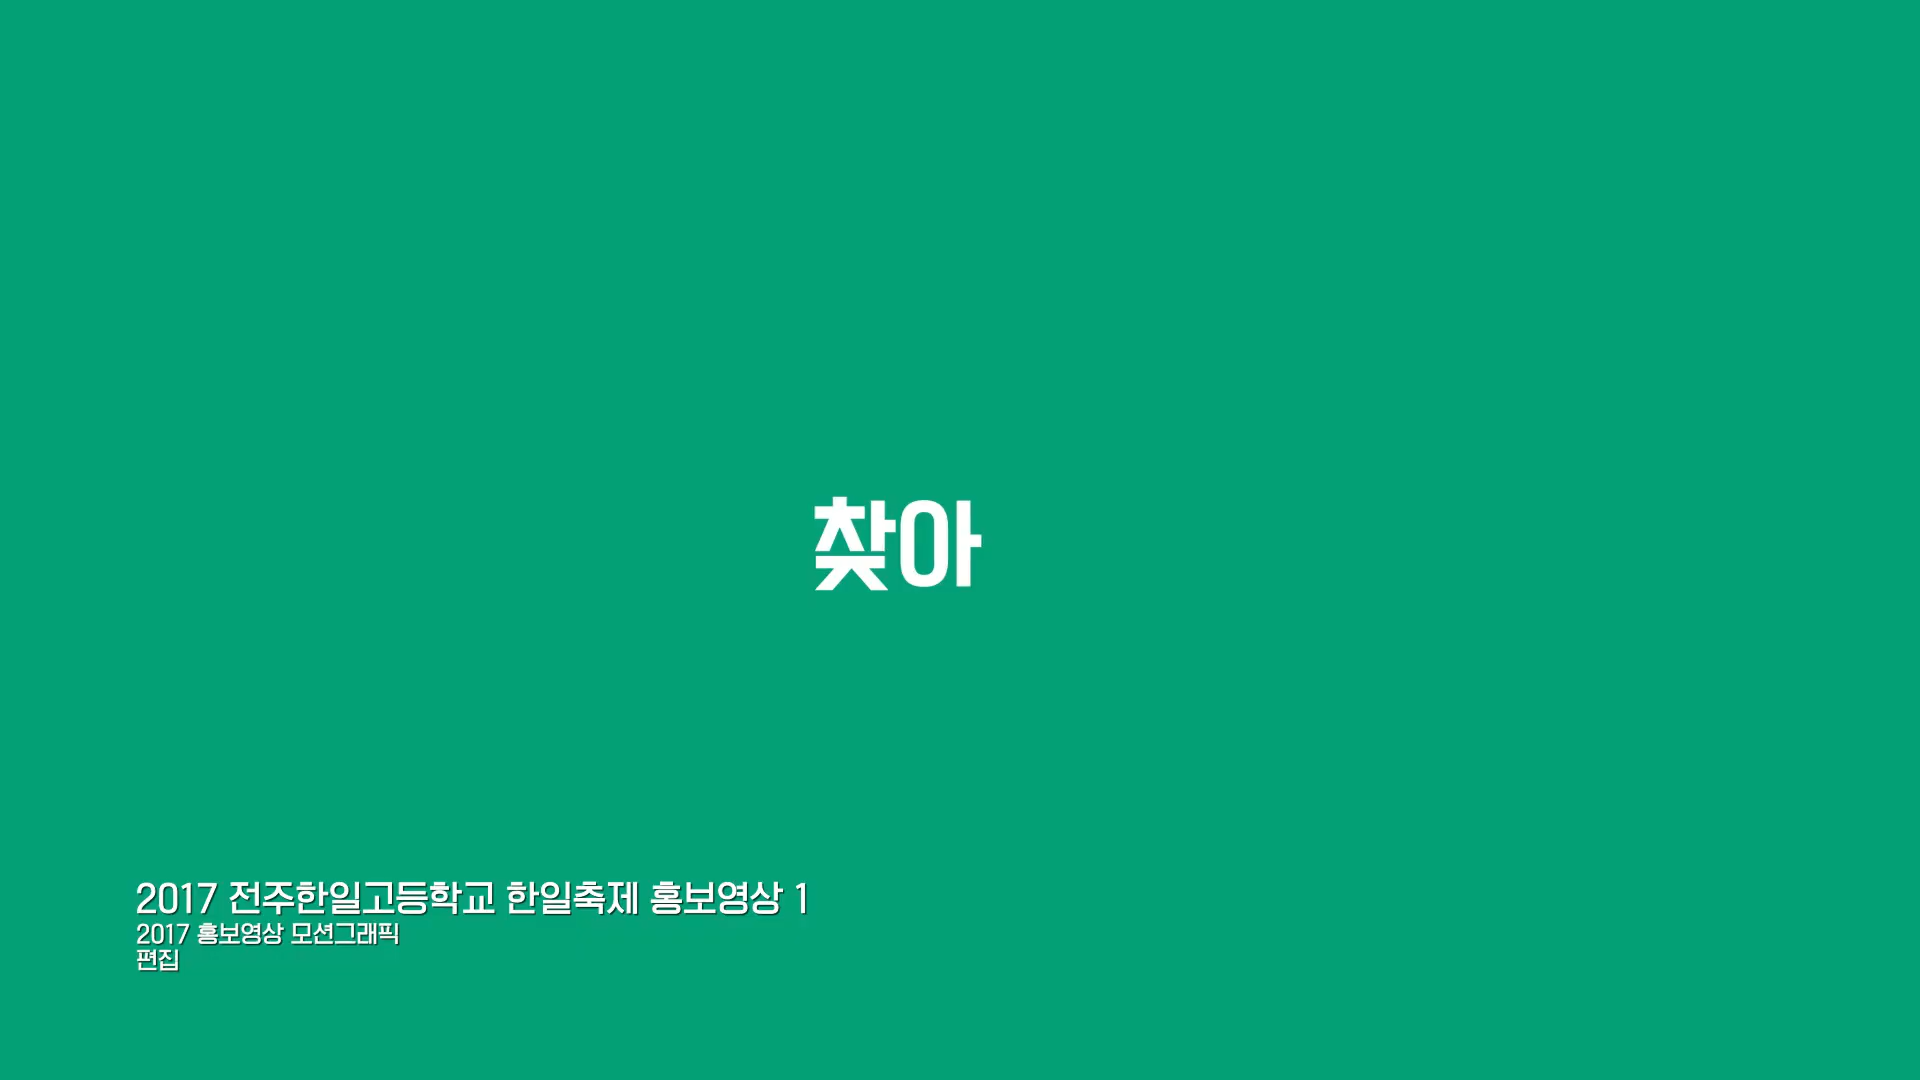 찾아
2017 전주한일고등학교 한일축제 홍보영상 1
2017 홍보영상 모션그래픽
편집